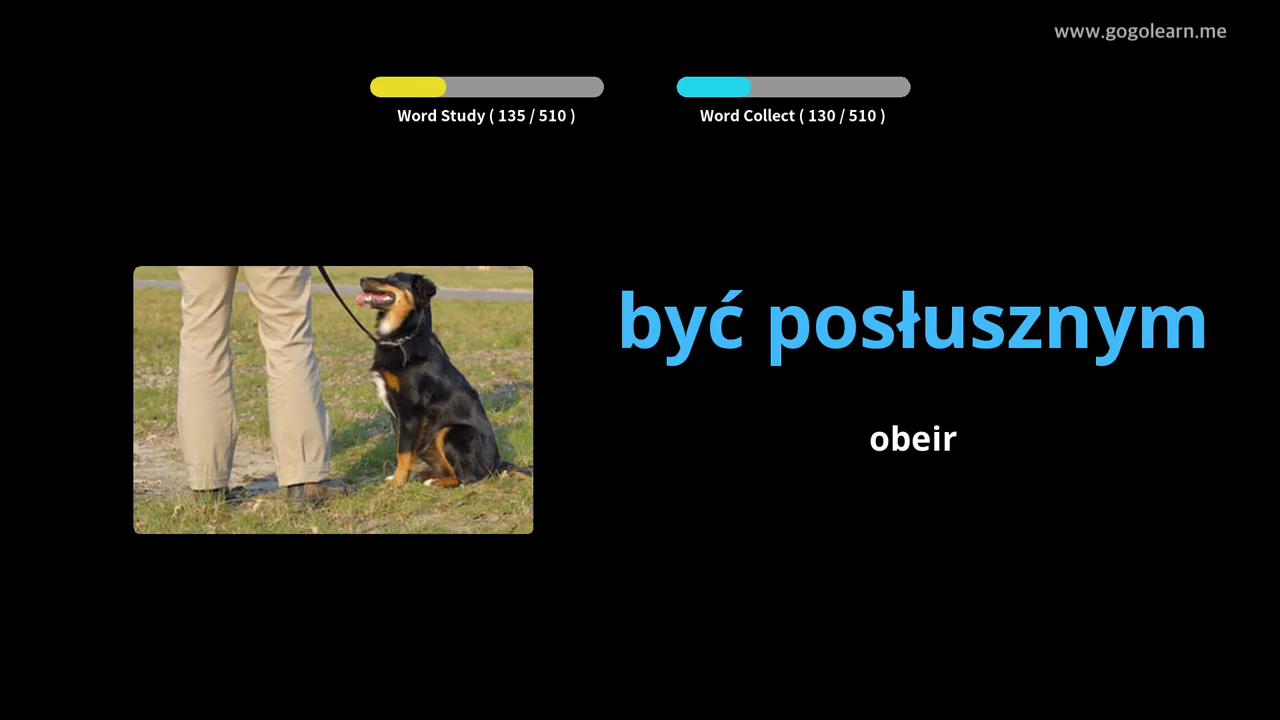 www.gogolearn.me
Word Study ( 135 / 510 )
Word Collect ( 130 / 510 )
być posłusznym
obeir